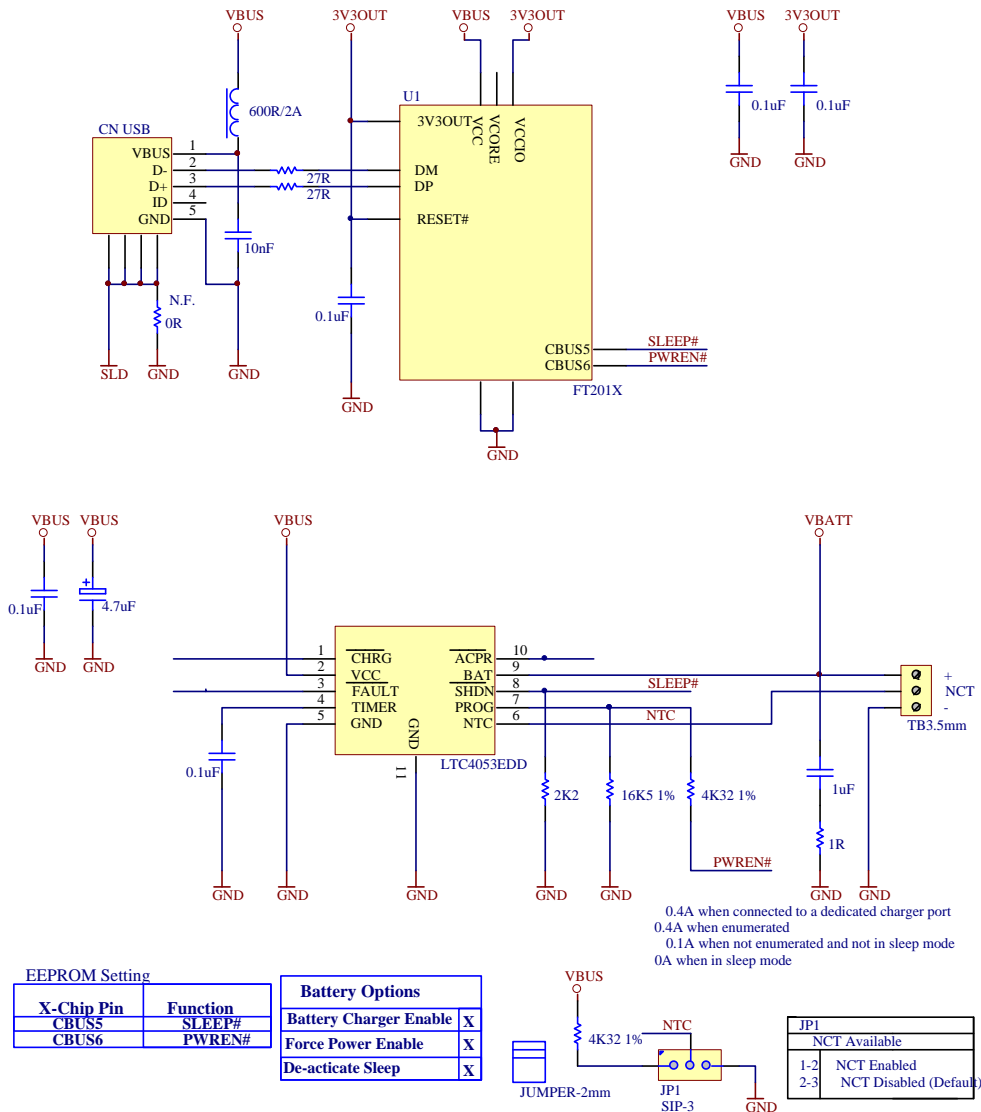 VBUS
3V3OUT
VBUS
3V3OUT
VBUS
3V3OUT
600R/2A
0.1uF
0.1uF
GND
GND
U1
3V3OUT
VCC
VCORE
VCCIO
DM
DP
RESET#
CBUS5
CBUS6
FT201X
SLEEP#
PWREN#
CN USB
VBUS
D-
D+
ID
GND
1
2
3
4
5
27R
27R
10nF
N.F.
0R
0.1uF
SLD
GND
GND
GND
GND
VBUS
VBUS
VBUS
VBATT
0.1uF
4.7uF
GND
GND
1
2
3
4
5
CHRG
VCC
FAULT
TIMER
GND
GND
11
ACPR
BAT
SHDN
PROG
NTC
10
9
8
7
6
LTC4053EDD
SLEEP#
NTC
+
NCT
-
TB3.5mm
0.1uF
2K2
16K5 1%
4K32 1%
1uF
1R
PWREN#
GND
GND
GND
GND
GND
GND
GND
0.4A when connected to a dedicated charger port
0.4A when enumerated
0.1A when not enumerated and not in sleep mode
0A when in sleep mode
EEPROM Setting
X-Chip Pin Function
CBUS5 SLEEP#
CBUS6 PWREN#
Battery Options
Battery Charger Enable X
Force Power Enable X
De-acticate Sleep X
JUMPER-2mm
VBUS
4K32 1%
NTC
JP1
SIP-3
GND
JP1
NCT Available
1-2 NCT Enabled
2-3 NCT Disabled (Default)